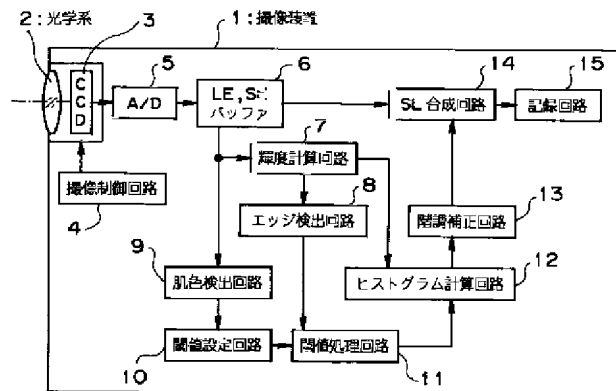 1:撮像装置
2:光学系
3
5
6
14
15
CCD
A/D
LE,SE
バッファ
SL 合成回路
記録回路
7
輝度計算回路
撮像制御回路
4
8
エッジ検出回路
13
階調補正回路
9
肌色検出回路
12
ヒストグラム計算回路
閾値設定回路
10
閾値処理回路
11